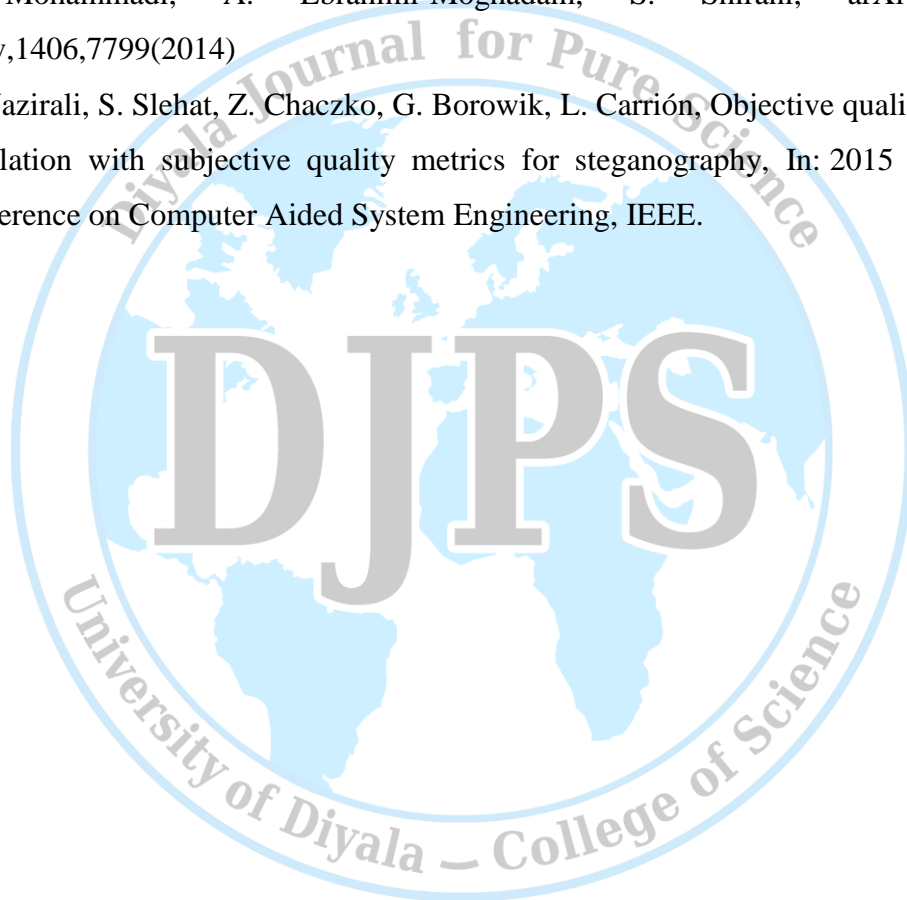 Mohammadi, A. Ebrahimi-Moghadam, S. Shirani, arXi
,1406,7799(2014)
azirali, S. Slehat, Z. Chaczko, G. Borowik, L. Carrión, Objective quali
lation with subjective quality metrics for steganography, In: 2015
erence on Computer Aided System Engineering, IEEE.
Diyala Journal for Pure Science
DJPS
University of Diyala – College of Science